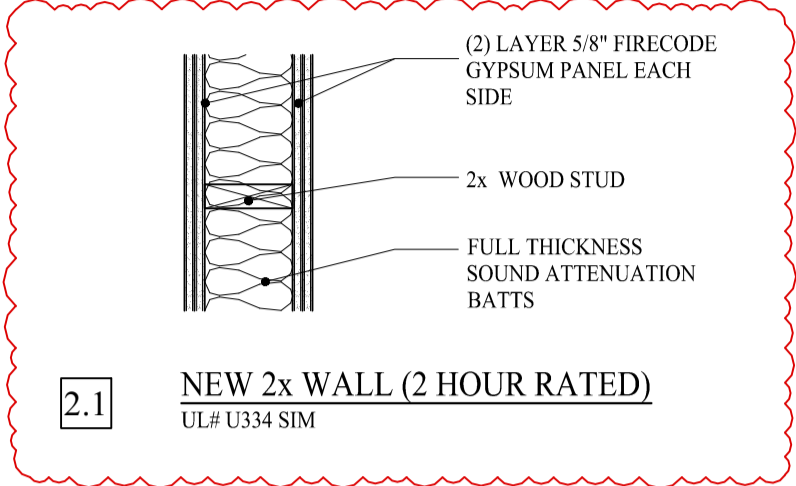 (2) LAYER 5/8" FIRECODE
GYPSUM PANEL EACH
SIDE
2x WOOD STUD
FULL THICKNESS
SOUND ATTENUATION
BATTS
2.1
NEW 2x WALL (2 HOUR RATED)
UL# U334 SIM